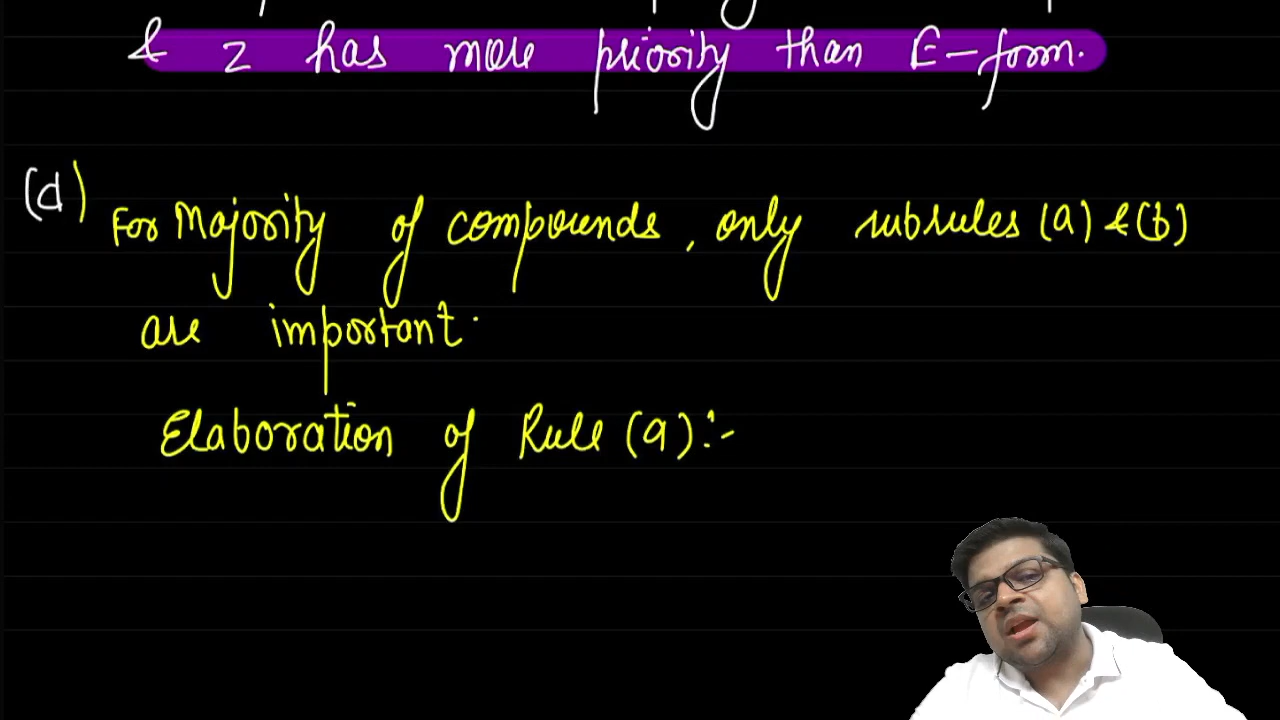 & Z has more priority than E-form.
(d) For Majority of compounds, only subrules (a) & (b)
are important.
Elaboration of Rule (a):-